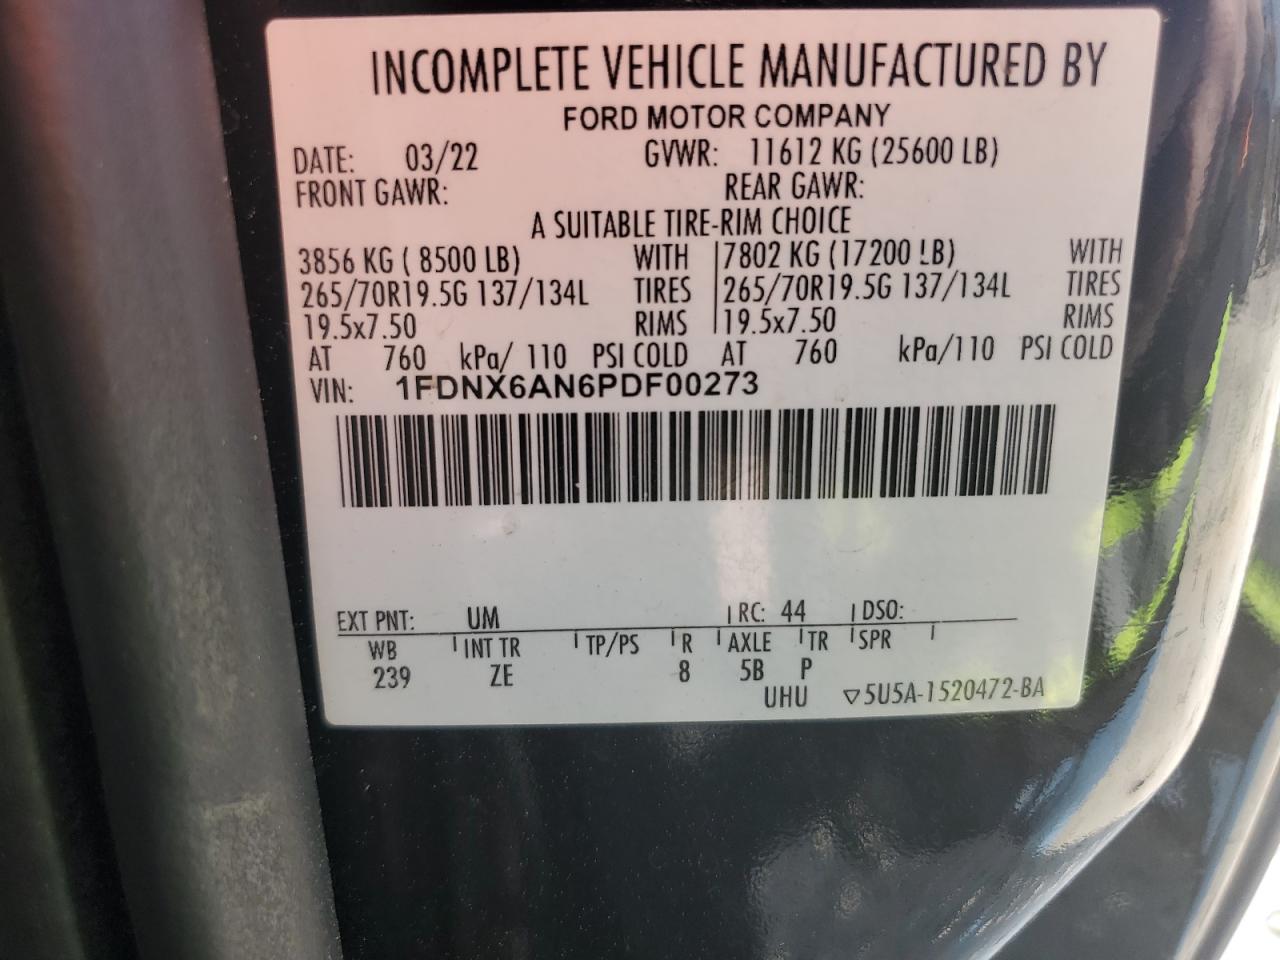 INCOMPLETE VEHICLE MANUFACTURED BY
FORD MOTOR COMPANY
DATE: 03/22 GVWR: 11612 KG (25600 LB)
FRONT GAWR: REAR GAWR:
A SUITABLE TIRE-RIM CHOICE
3856 KG ( 8500 LB) WITH 7802 KG (17200 LB) WITH
265/70R19.5G 137/134L TIRES 265/70R19.5G 137/134L TIRES
19.5x7.50 RIMS 19.5x7.50 RIMS
AT 760 kPa/ 110 PSI COLD AT 760 kPa/110 PSI COLD
VIN: 1FDNX6AN6PDF00273
EXT PNT: UM RC: 44 DSO:
WB INT TR TP/PS R AXLE TR SPR
239 ZE 8 5B P
UHU ▽5U5A-1520472-BA